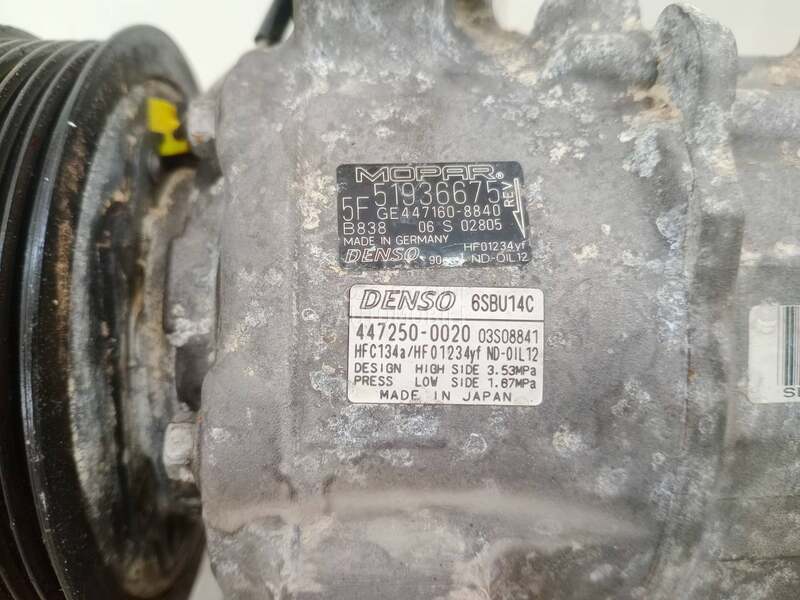 MOPAR
5F 51936675 REV
GE447160-8840
B838 06 S 02805
MADE IN GERMANY HF01234yf
DENSO ND-OIL12
DENSO 6SBU14C
447250-0020 03S08841
HFC134a/HF01234yf ND-OIL12
DESIGN HIGH SIDE 3.53MPa
PRESS LOW SIDE 1.67MPa
MADE IN JAPAN